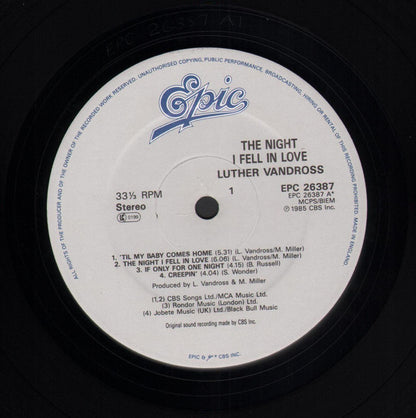 EPC 26387 A1
ALL RIGHTS OF THE PRODUCER AND OF THE OWNER OF THE RECORDED WORK RESERVED. UNAUTHORISED COPYING, PUBLIC PERFORMANCE, BROADCASTING, HIRING OR RENTAL OF THIS RECORDING PROHIBITED. MADE IN ENGLAND
Epic
THE NIGHT
I FELL IN LOVE
LUTHER VANDROSS
33⅓ RPM
Stereo
0199
1
EPC 26387
EPC 26387 A*
MCPS/BIEM
℗ 1985 CBS Inc.
1. 'TIL MY BABY COMES HOME (5.31) (L. Vandross/M. Miller)
2. THE NIGHT I FELL IN LOVE (6.06) (L. Vandross/M. Miller)
3. IF ONLY FOR ONE NIGHT (4.15) (B. Russell)
4. CREEPIN' (4.04) (S. Wonder)
Produced by L. Vandross & M. Miller
(1,2) CBS Songs Ltd./MCA Music Ltd.
(3) Rondor Music (London) Ltd.
(4) Jobete Music (UK) Ltd./Black Bull Music
Original sound recording made by CBS Inc.
EPIC & CBS INC.